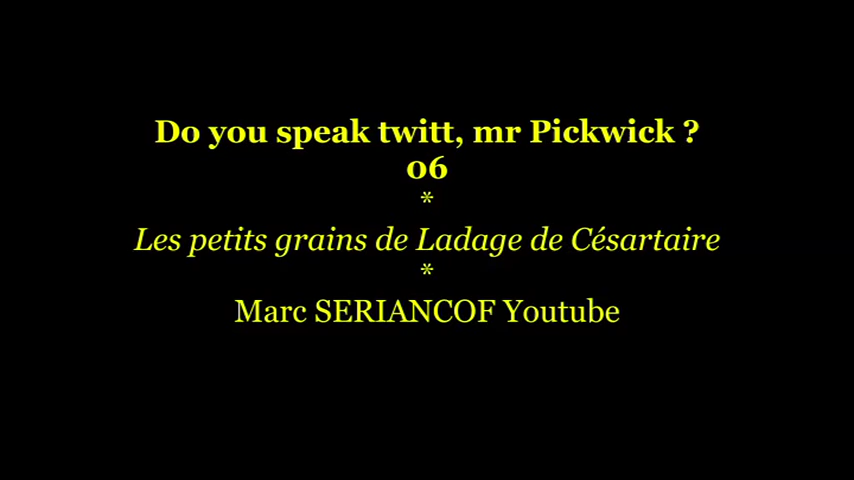 Do you speak twitt, mr Pickwick ?
06
*
Les petits grains de Ladage de Césartaire
*
Marc SERIANCOF Youtube